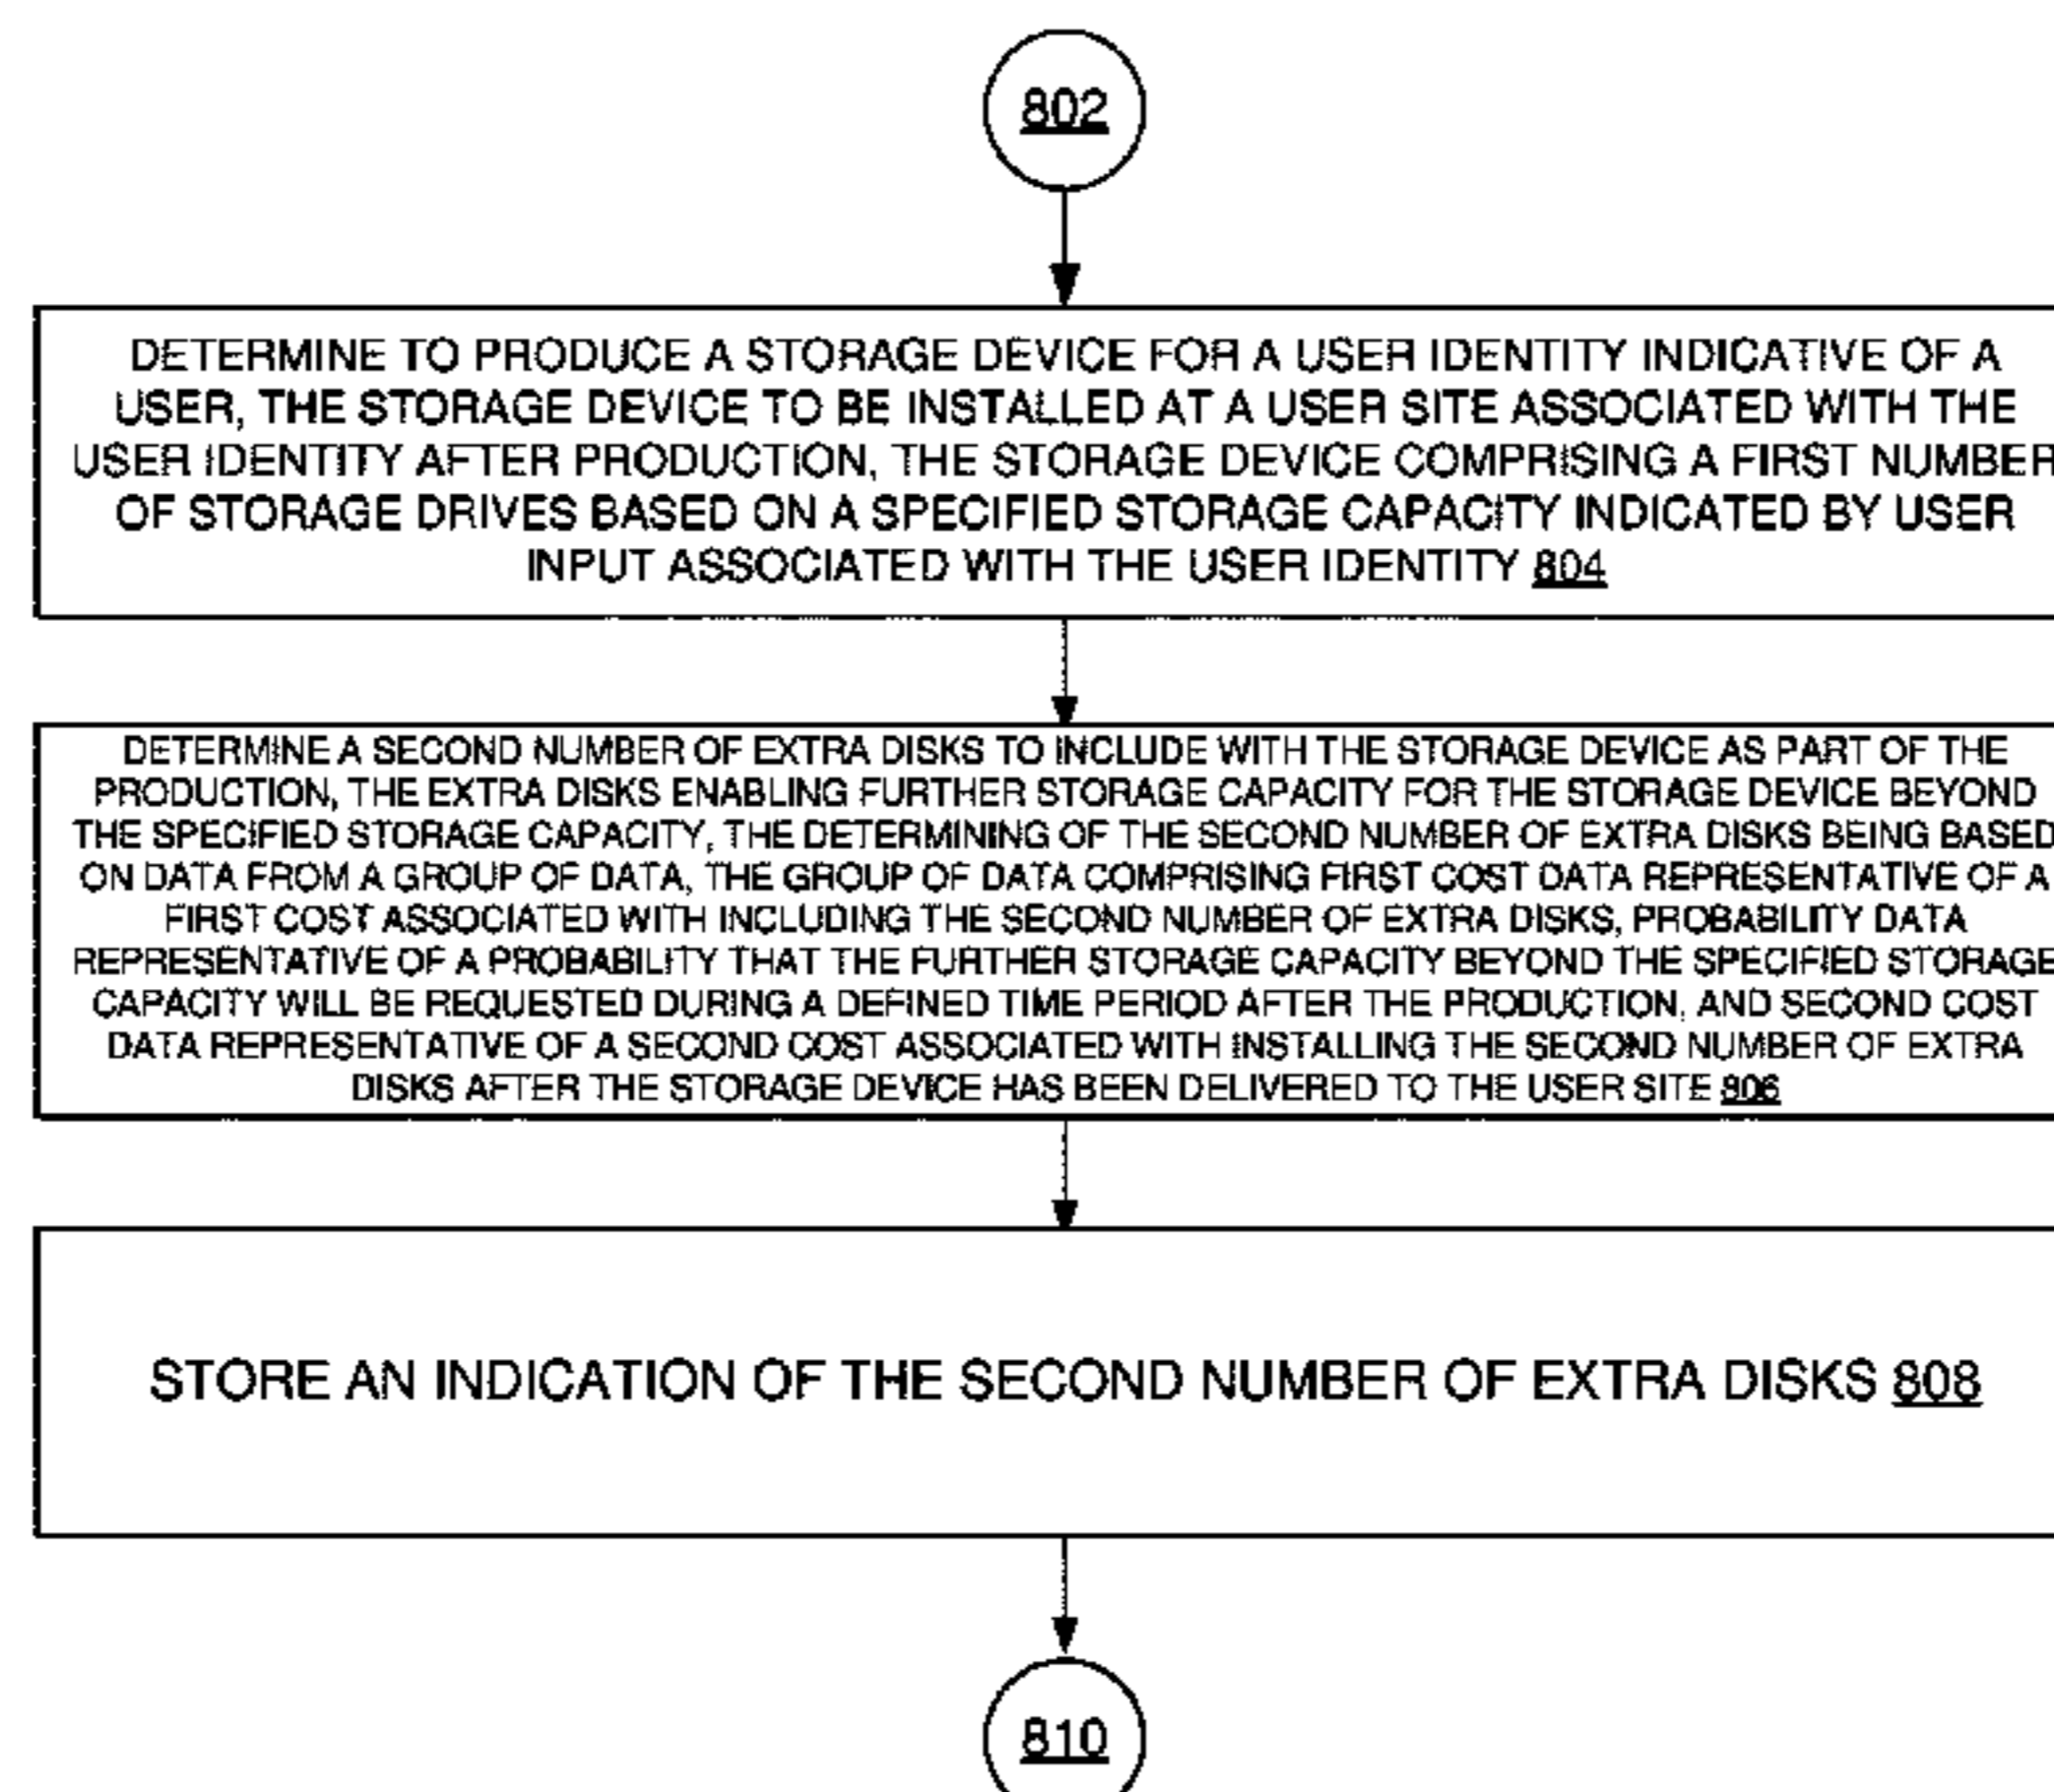 802
DETERMINE TO PRODUCE A STORAGE DEVICE FOR A USER IDENTITY INDICATIVE OF A
USER, THE STORAGE DEVICE TO BE INSTALLED AT A USER SITE ASSOCIATED WITH THE
USER IDENTITY AFTER PRODUCTION, THE STORAGE DEVICE COMPRISING A FIRST NUMBER
OF STORAGE DRIVES BASED ON A SPECIFIED STORAGE CAPACITY INDICATED BY USER
INPUT ASSOCIATED WITH THE USER IDENTITY 804
DETERMINE A SECOND NUMBER OF EXTRA DISKS TO INCLUDE WITH THE STORAGE DEVICE AS PART OF THE
PRODUCTION, THE EXTRA DISKS ENABLING FURTHER STORAGE CAPACITY FOR THE STORAGE DEVICE BEYOND
THE SPECIFIED STORAGE CAPACITY, THE DETERMINING OF THE SECOND NUMBER OF EXTRA DISKS BEING BASED
ON DATA FROM A GROUP OF DATA, THE GROUP OF DATA COMPRISING FIRST COST DATA REPRESENTATIVE OF A
FIRST COST ASSOCIATED WITH INCLUDING THE SECOND NUMBER OF EXTRA DISKS, PROBABILITY DATA
REPRESENTATIVE OF A PROBABILITY THAT THE FURTHER STORAGE CAPACITY BEYOND THE SPECIFIED STORAGE
CAPACITY WILL BE REQUESTED DURING A DEFINED TIME PERIOD AFTER THE PRODUCTION, AND SECOND COST
DATA REPRESENTATIVE OF A SECOND COST ASSOCIATED WITH INSTALLING THE SECOND NUMBER OF EXTRA
DISKS AFTER THE STORAGE DEVICE HAS BEEN DELIVERED TO THE USER SITE 806
STORE AN INDICATION OF THE SECOND NUMBER OF EXTRA DISKS 808
810